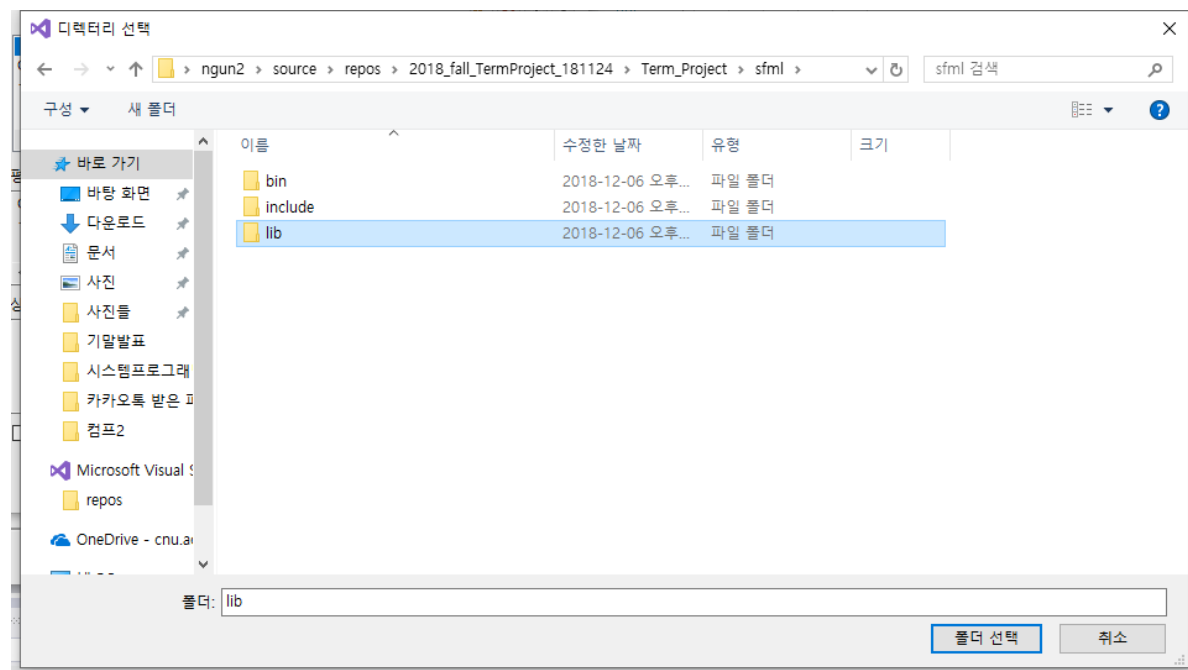 디렉터리 선택
ngun2 > source > repos > 2018_fall_TermProject_181124 > Term_Project > sfml >
sfml 검색
구성
새 폴더
이름
수정한 날짜
유형
크기
바로 가기
바탕 화면
다운로드
문서
사진
사진들
기말발표
시스템프로그래
카카오톡 받은
컴프2
Microsoft Visual
repos
OneDrive - cnu.a
bin 2018-12-06 오후... 파일 폴더
include 2018-12-06 오후... 파일 폴더
lib 2018-12-06 오후... 파일 폴더
폴더: lib
폴더 선택
취소